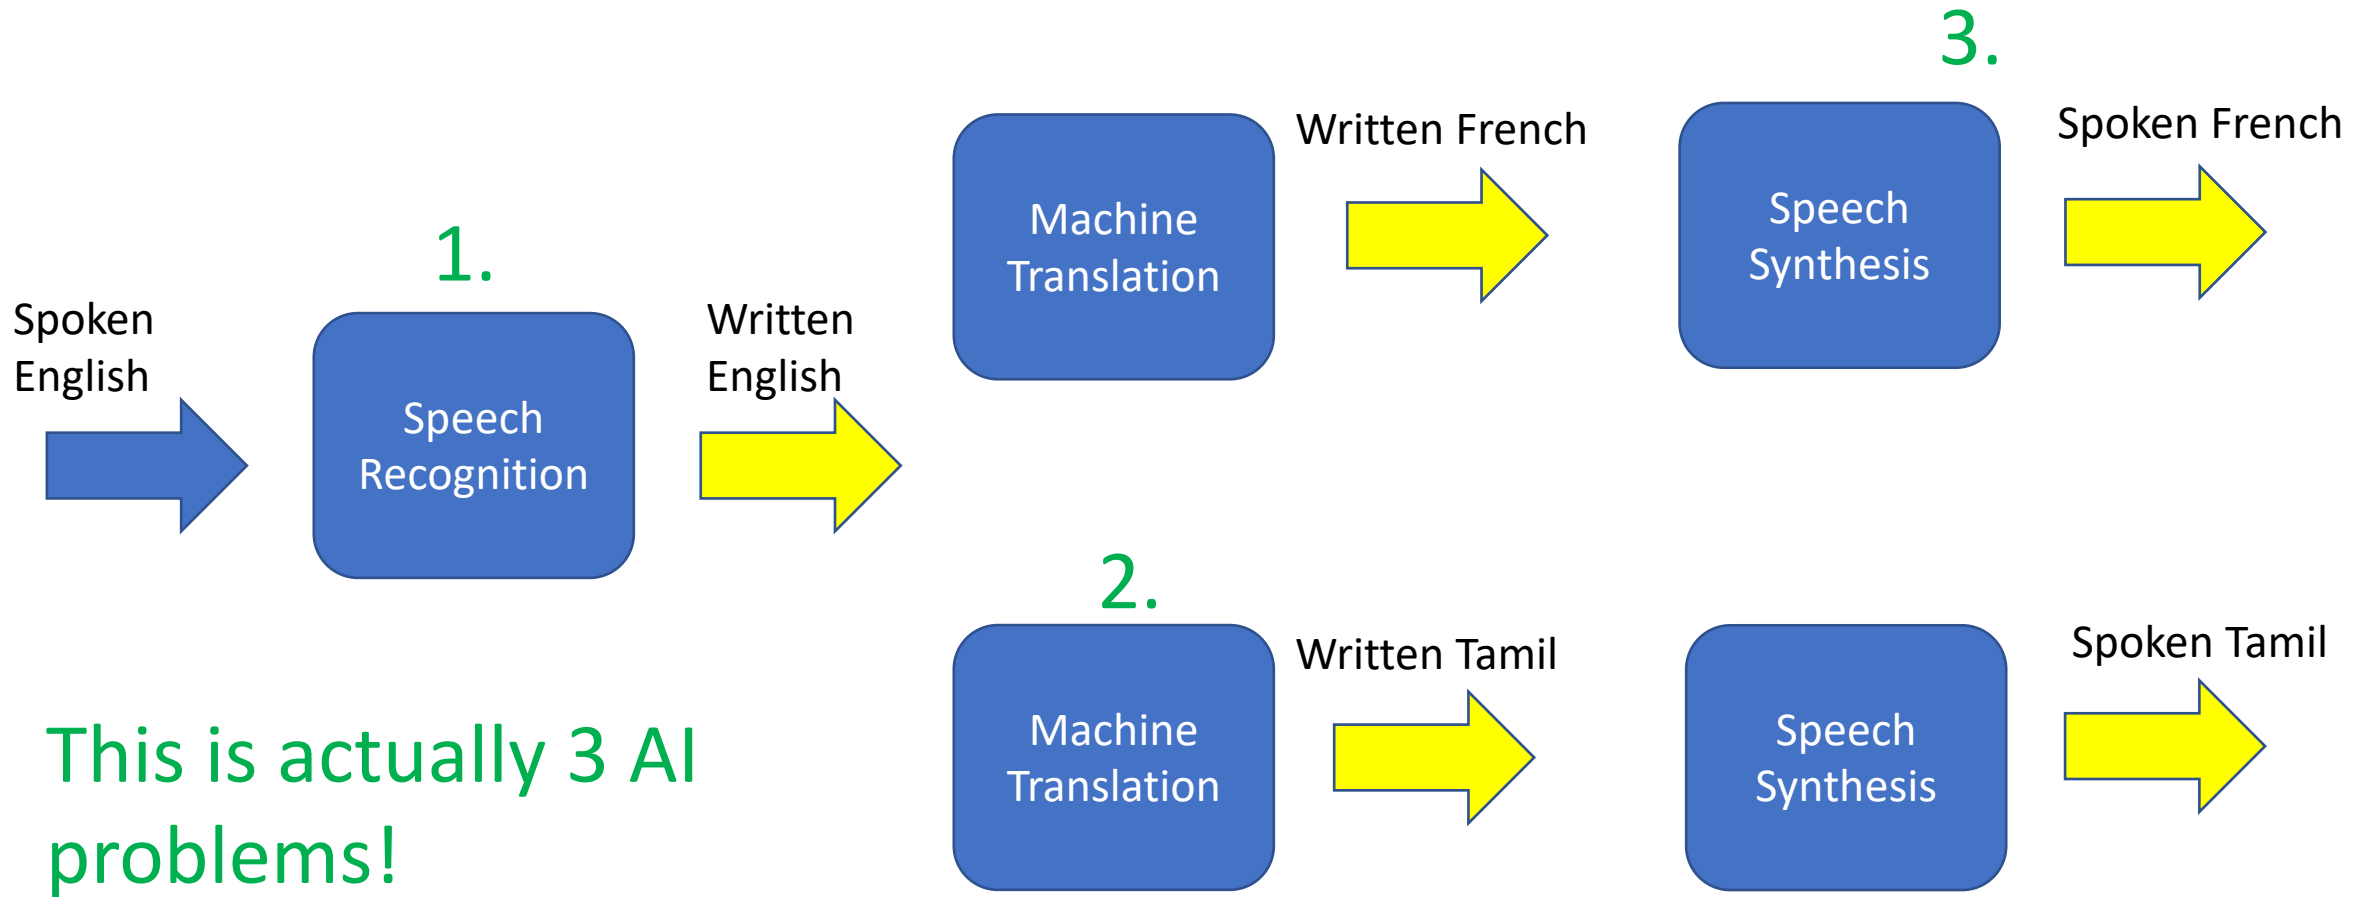 Spoken
English
1.
Speech
Recognition
Written
English
Machine
Translation
Written French
3.
Speech
Synthesis
Spoken French
2.
Machine
Translation
Written Tamil
Speech
Synthesis
Spoken Tamil
This is actually 3 AI
problems!